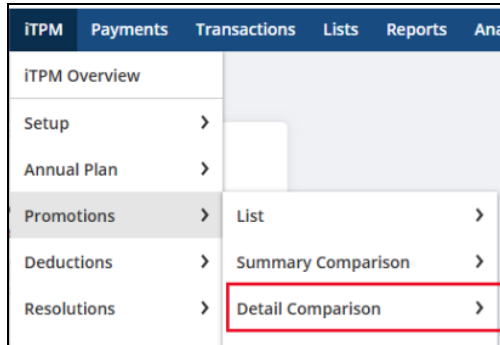 iTPM Payments Transactions Lists Reports
iTPM Overview
Setup
Annual Plan
Promotions
List
Deductions
Summary Comparison
Resolutions
Detail Comparison